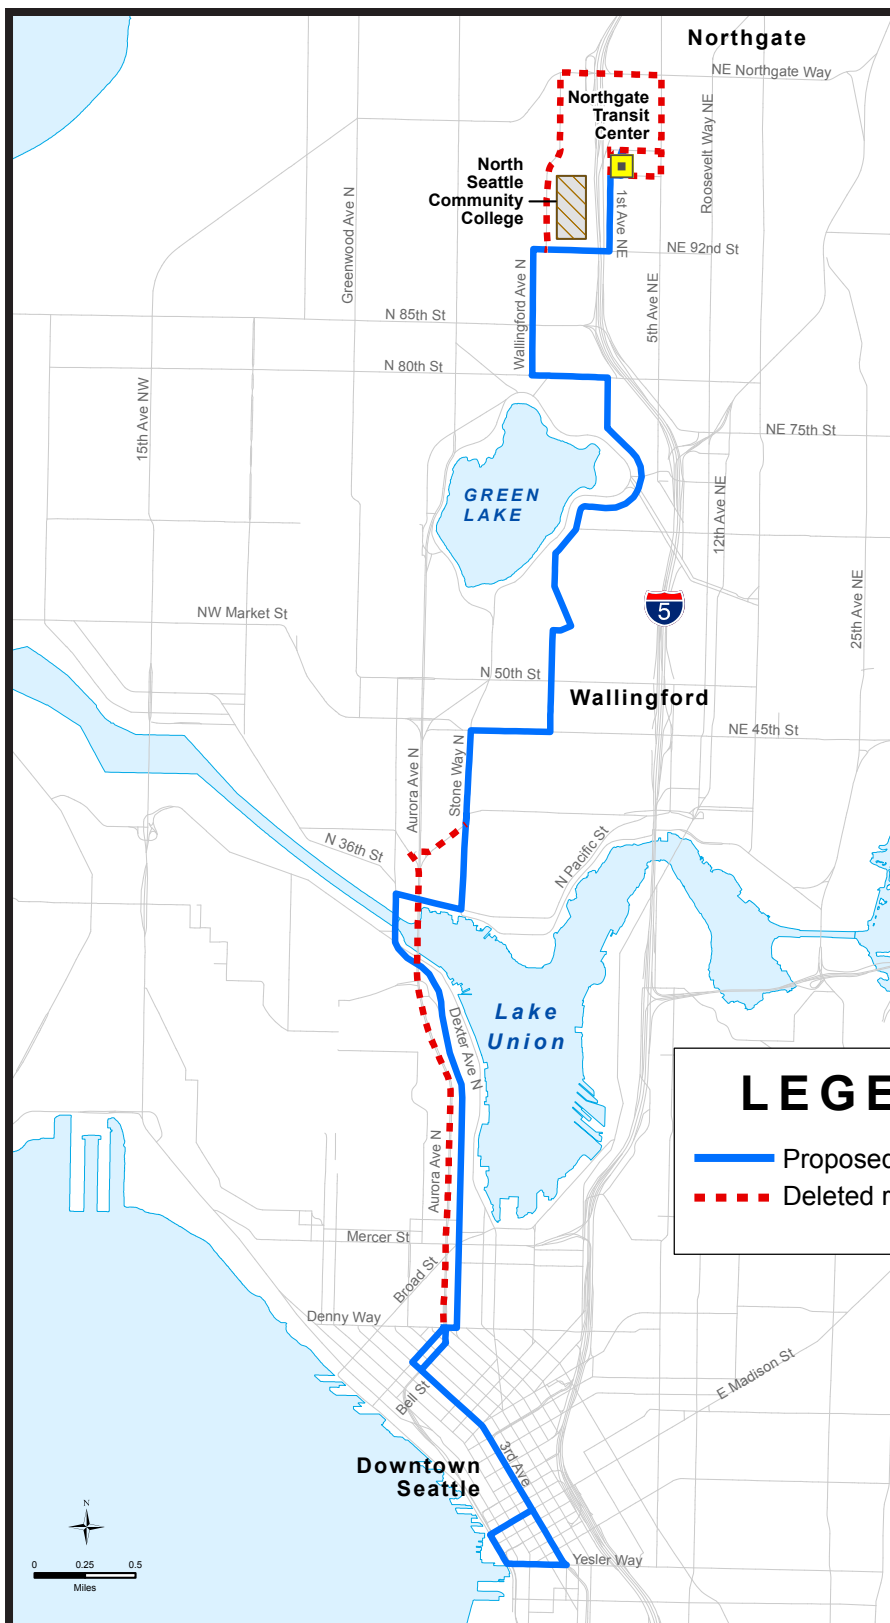 Northgate
NE Northgate Way
Northgate
Transit
Center
Roosevelt Way NE
North
Seattle
Community
College
1st Ave NE
Greenwood Ave N
NE 92nd St
Wallingford Ave N
5th Ave NE
N 85th St
N 80th St
15th Ave NW
NE 75th St
GREEN
LAKE
12th Ave NE
25th Ave NE
5
NW Market St
N 50th St
Wallingford
NE 45th St
Aurora Ave N
Stone Way N
N 36th St
N Pacific St
Lake
Union
Dexter Ave N
LEGE
Proposed
Deleted r
Aurora Ave N
Mercer St
Broad St
Denny Way
E Madison St
Bell St
3rd Ave
Downtown
Seattle
Yesler Way
N
0 0.25 0.5
Miles